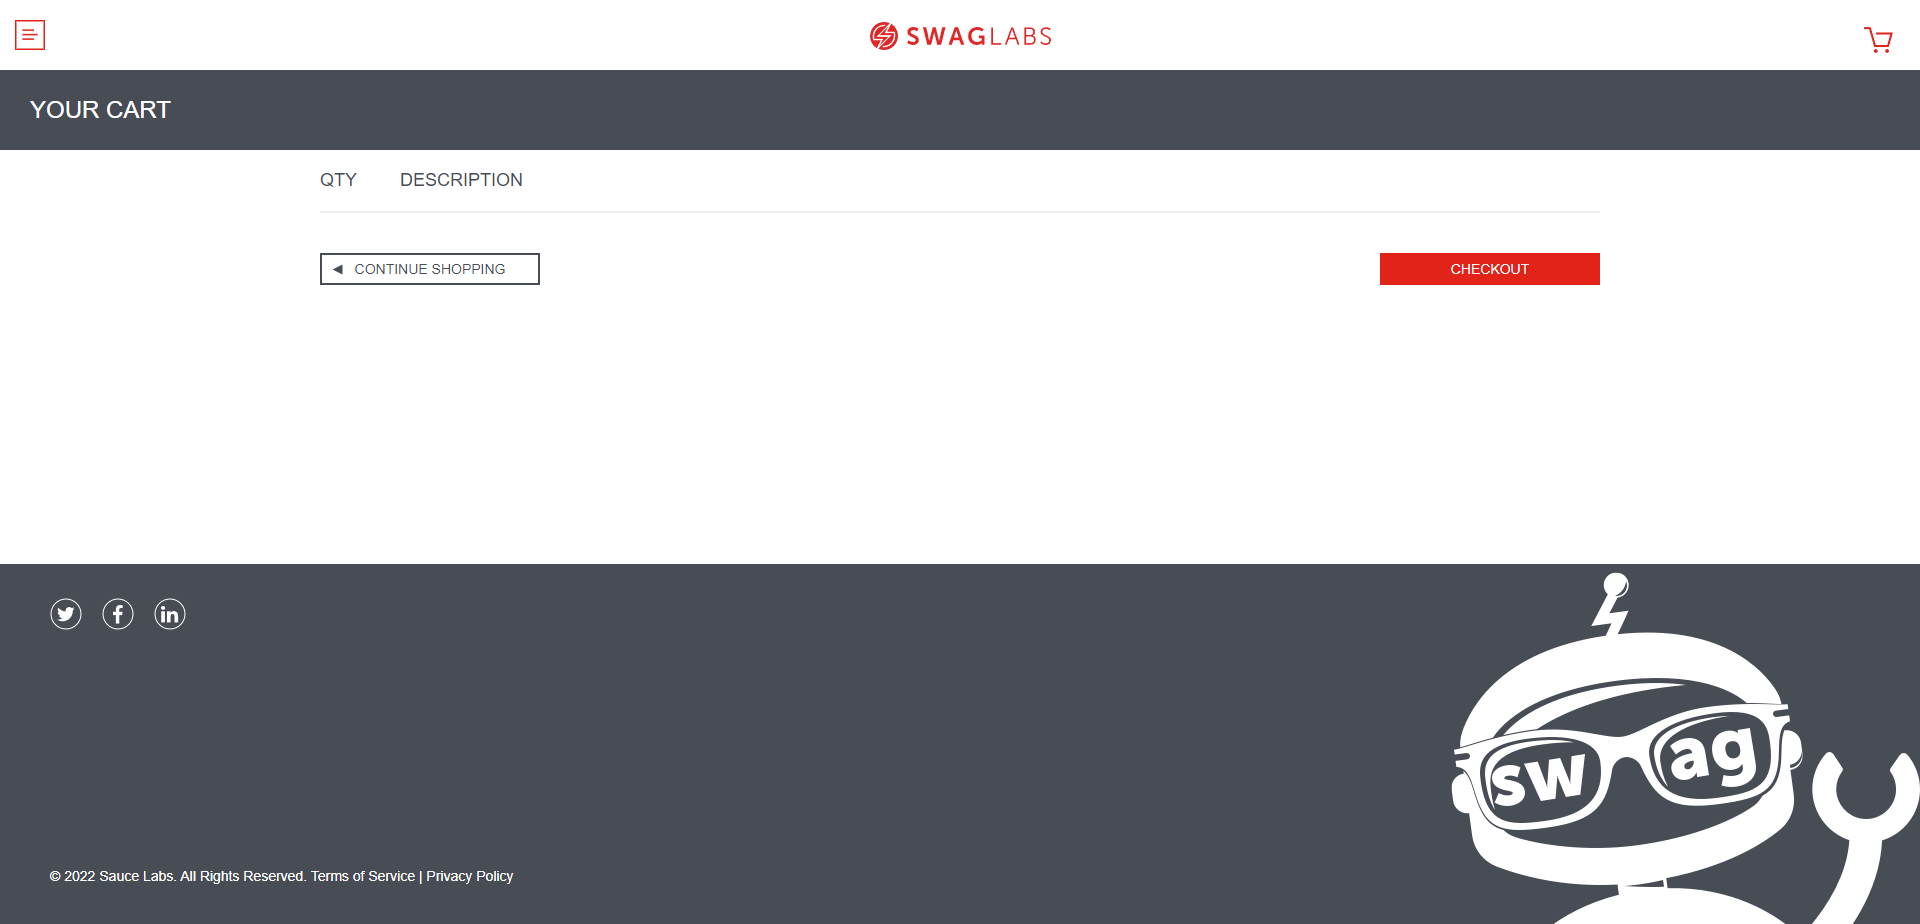 SWAGLABS
YOUR CART
QTY DESCRIPTION
CONTINUE SHOPPING
CHECKOUT
sw ag
© 2022 Sauce Labs. All Rights Reserved. Terms of Service | Privacy Policy